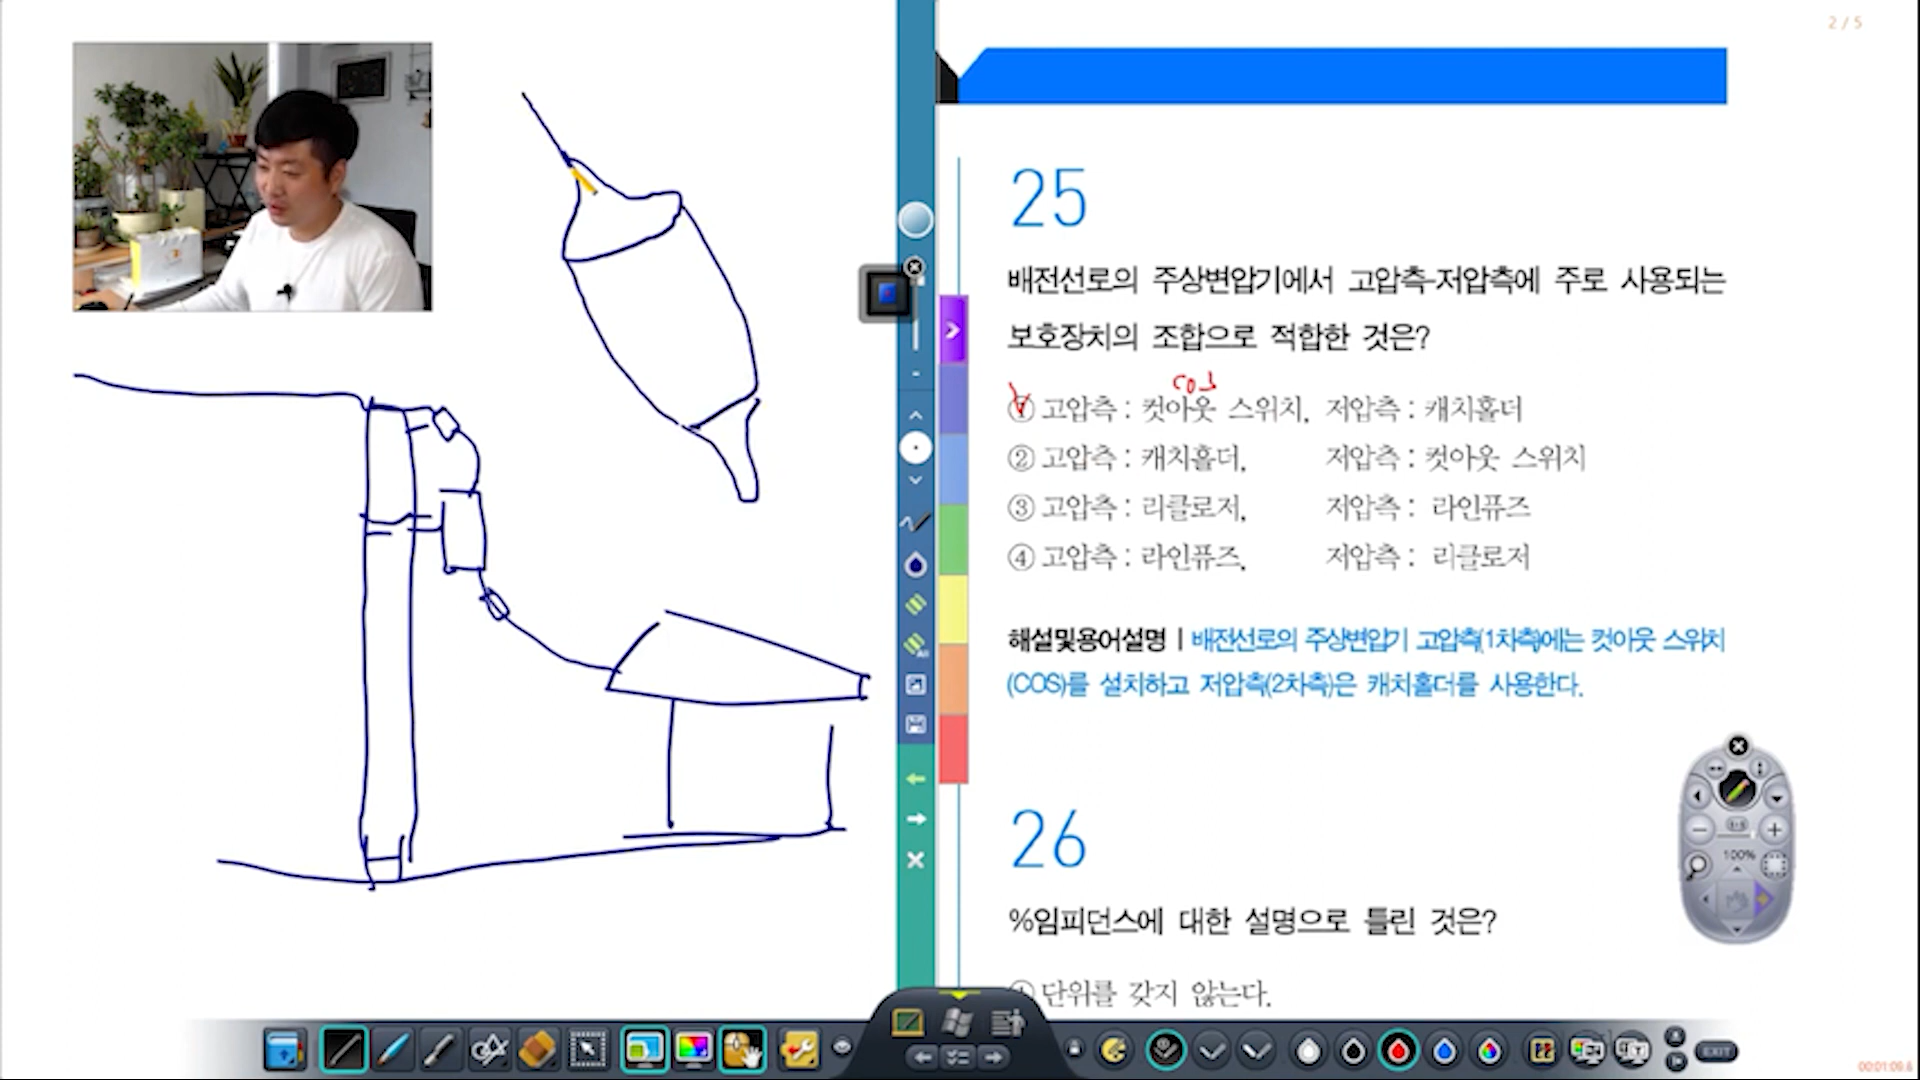 2 / 5
25
배전선로의 주상변압기에서 고압측-저압측에 주로 사용되는
보호장치의 조합으로 적합한 것은?
COS
① 고압측 : 컷아웃 스위치, 저압측 : 캐치홀더
② 고압측 : 캐치홀더, 저압측 : 컷아웃 스위치
③ 고압측 : 리클로저, 저압측 : 라인퓨즈
④ 고압측 : 라인퓨즈, 저압측 : 리클로저
해설및용어설명 | 배전선로의 주상변압기 고압측(1차측)에는 컷아웃 스위치
(COS)를 설치하고 저압측(2차측)은 캐치홀더를 사용한다.
26
%임피던스에 대한 설명으로 틀린 것은?
① 단위를 갖지 않는다.
100%
EXIT
00:01:09.6